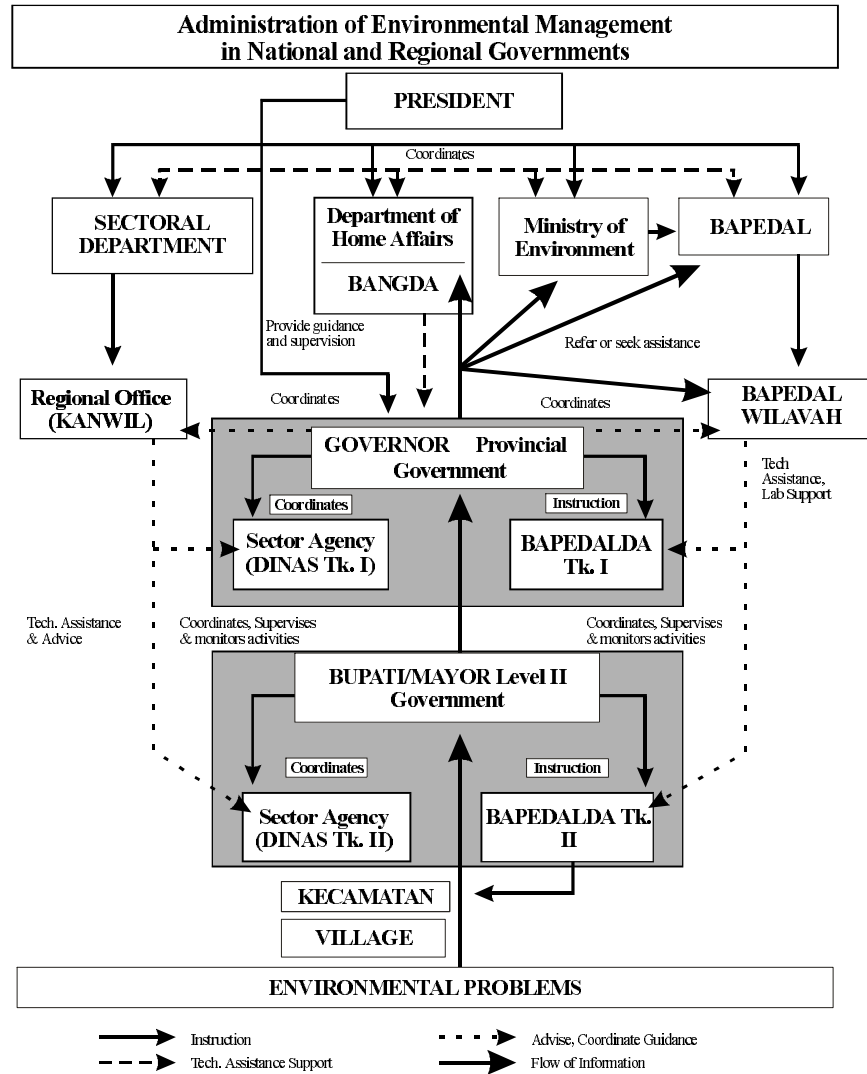 Administration of Environmental Management
in National and Regional Governments
PRESIDENT
Coordinates
SECTORAL
DEPARTMENT
Department of
Home Affairs
BANGDA
Ministry of
Environment
BAPEDAL
Provide guidance
and supervision
Refer or seek assistance
Regional Office
(KANWIL)
Coordinates
Coordinates
BAPEDAL
WILAVAH
GOVERNOR Provincial
Government
Tech
Assistance,
Lab Support
Coordinates
Instruction
Sector Agency
(DINAS Tk. I)
BAPEDALDA
Tk. I
Tech. Assistance
& Advice
Coordinates, Supervises
& monitors activities
Coordinates, Supervises
& monitors activities
BUPATI/MAYOR Level II
Government
Coordinates
Instruction
Sector Agency
(DINAS Tk. II)
BAPEDALDA Tk.
II
KECAMATAN
VILLAGE
ENVIRONMENTAL PROBLEMS
Instruction
Advise, Coordinate Guidance
Tech. Assistance Support
Flow of Information